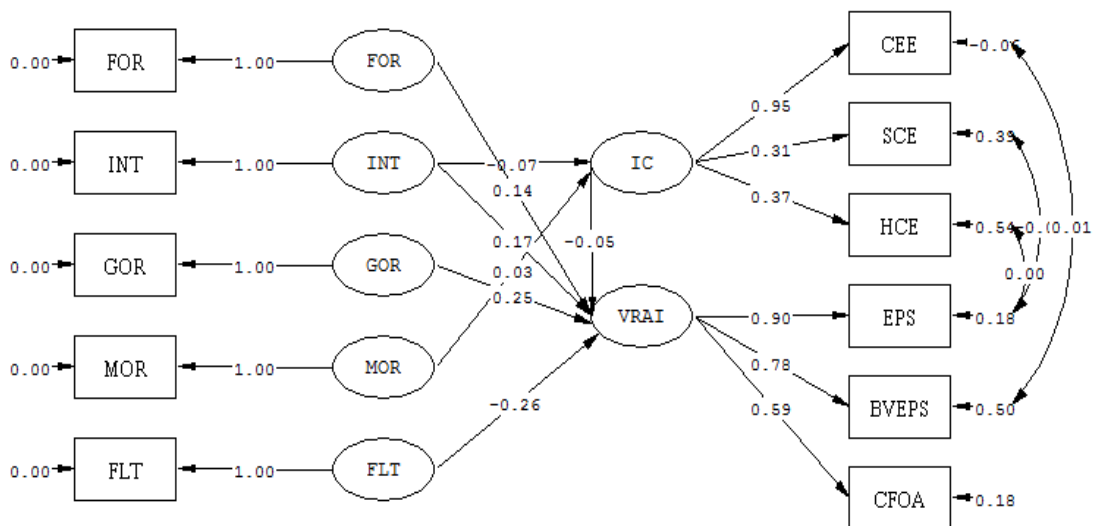 0.00 FOR 1.00 FOR
CEE -0.06
0.95
0.00 INT 1.00 INT -0.07 IC 0.31 SCE 0.39
0.14
0.37 HCE 0.54 0.01
0.17 -0.05
0.00 GOR 1.00 GOR 0.03 0.00
0.25
VRAI 0.90 EPS 0.18
0.00 MOR 1.00 MOR 0.78
-0.26 0.59 BVEPS 0.50
0.00 FLT 1.00 FLT
CFOA 0.18